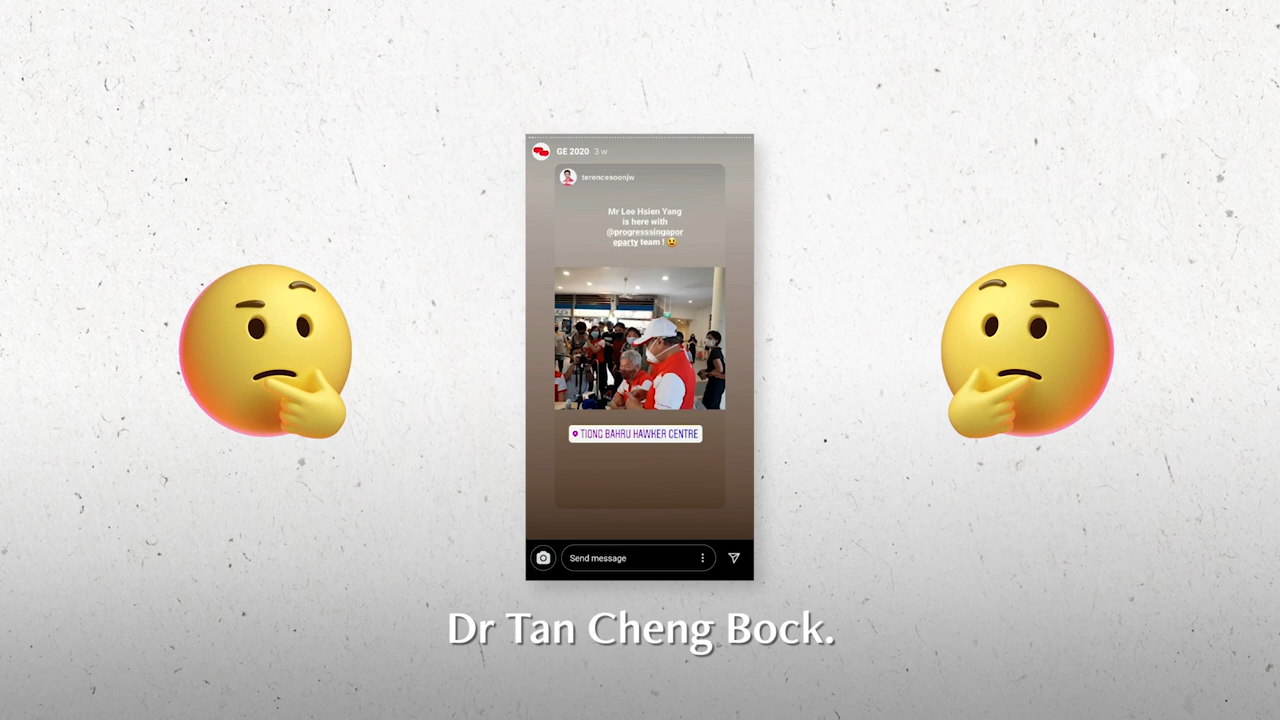 GE 2020 3 w
terencesoonjw
Mr Lee Hsien Yang
is here with
@progresssingapor
eparty team !
TIONG BAHRU HAWKER CENTRE
Send message
Dr Tan Cheng Bock.